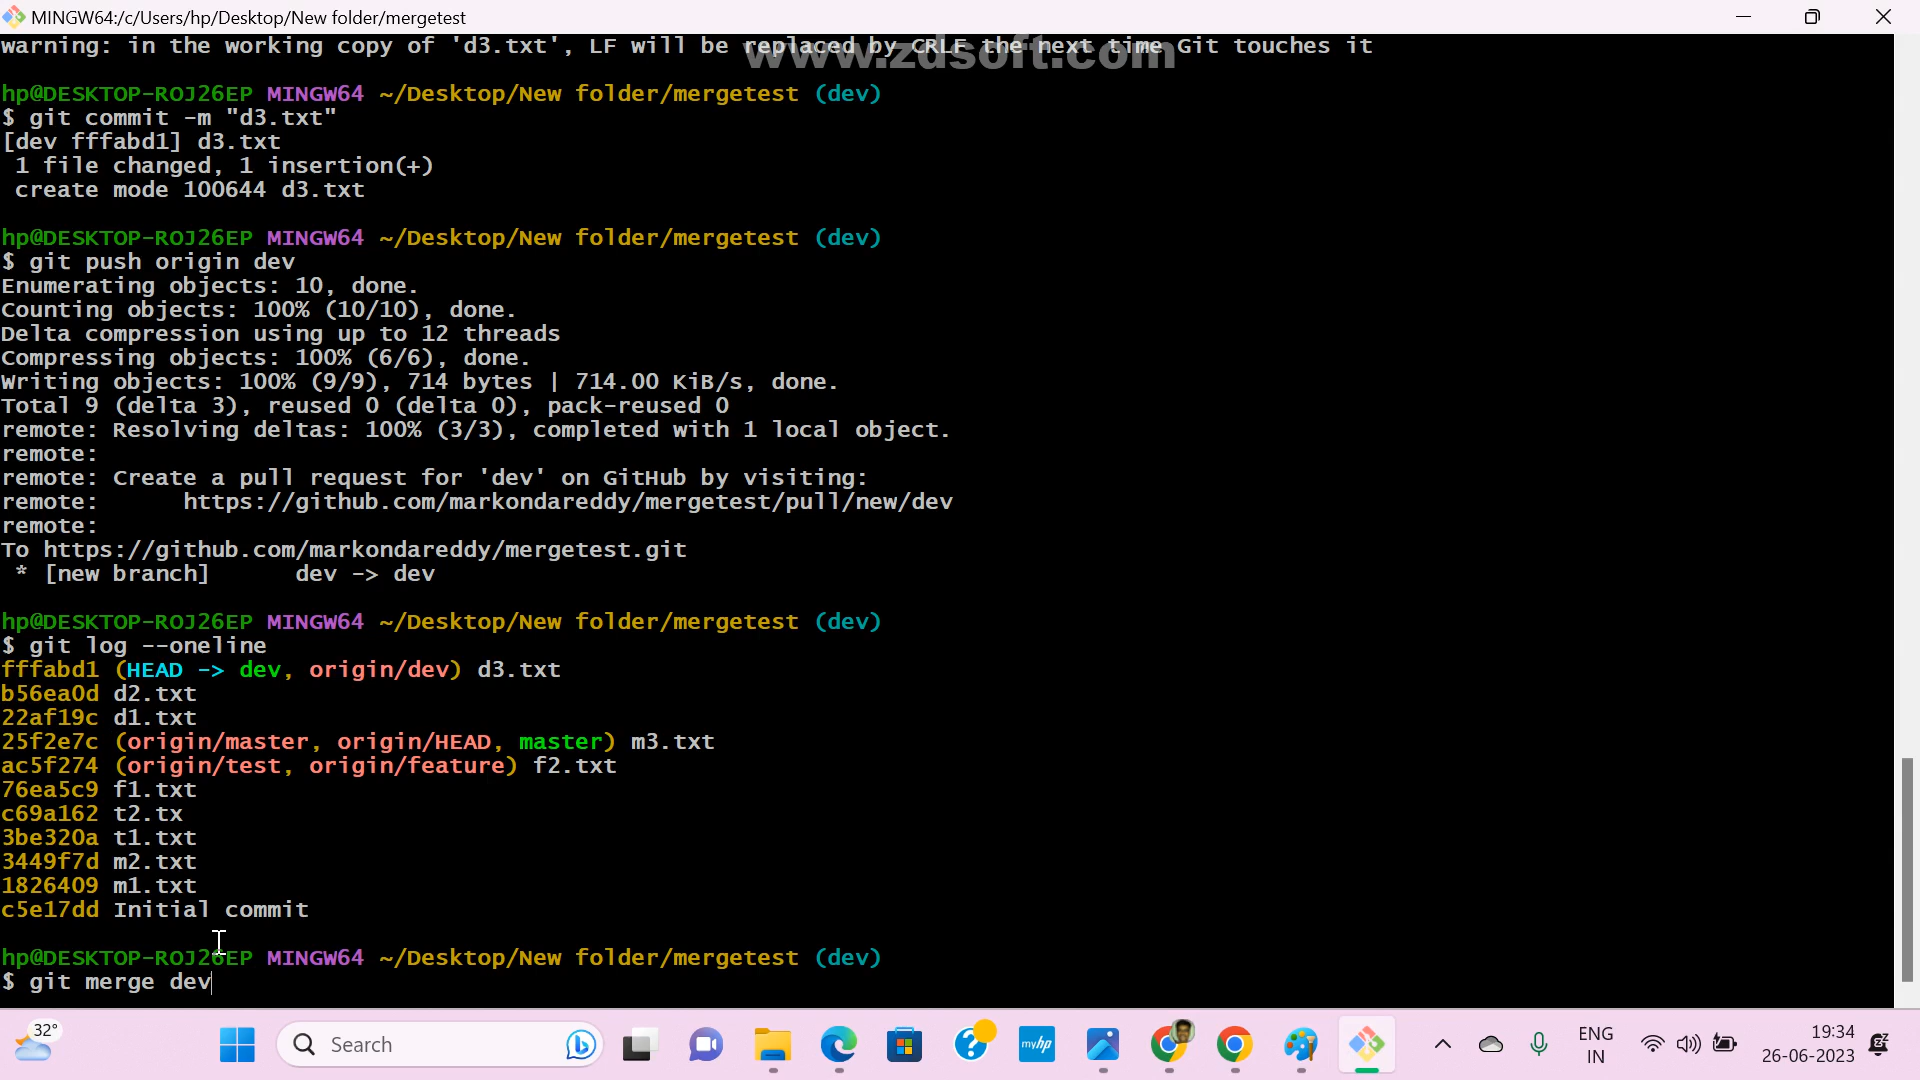 MINGW64:/c/Users/hp/Desktop/New folder/mergetest
warning: in the working copy of 'd3.txt', LF will be replaced by CRLF the next time Git touches it
www.zdsoft.com
hp@DESKTOP-ROJ26EP MINGW64 ~/Desktop/New folder/mergetest (dev)
$ git commit -m "d3.txt"
[dev fffabd1] d3.txt
1 file changed, 1 insertion(+)
create mode 100644 d3.txt
hp@DESKTOP-ROJ26EP MINGW64 ~/Desktop/New folder/mergetest (dev)
$ git push origin dev
Enumerating objects: 10, done.
Counting objects: 100% (10/10), done.
Delta compression using up to 12 threads
Compressing objects: 100% (6/6), done.
Writing objects: 100% (9/9), 714 bytes | 714.00 KiB/s, done.
Total 9 (delta 3), reused 0 (delta 0), pack-reused 0
remote: Resolving deltas: 100% (3/3), completed with 1 local object.
remote:
remote: Create a pull request for 'dev' on GitHub by visiting:
remote:      https://github.com/markondareddy/mergetest/pull/new/dev
remote:
To https://github.com/markondareddy/mergetest.git
* [new branch]      dev -> dev
hp@DESKTOP-ROJ26EP MINGW64 ~/Desktop/New folder/mergetest (dev)
$ git log --oneline
fffabd1 (HEAD -> dev, origin/dev) d3.txt
b56ea0d d2.txt
22af19c d1.txt
25f2e7c (origin/master, origin/HEAD, master) m3.txt
ac5f274 (origin/test, origin/feature) f2.txt
76ea5c9 f1.txt
c69a162 t2.tx
3be320a t1.txt
3449f7d m2.txt
1826409 m1.txt
c5e17dd Initial commit
hp@DESKTOP-ROJ26EP MINGW64 ~/Desktop/New folder/mergetest (dev)
$ git merge dev
32°
Search
myhp
ENG
IN
19:34
26-06-2023